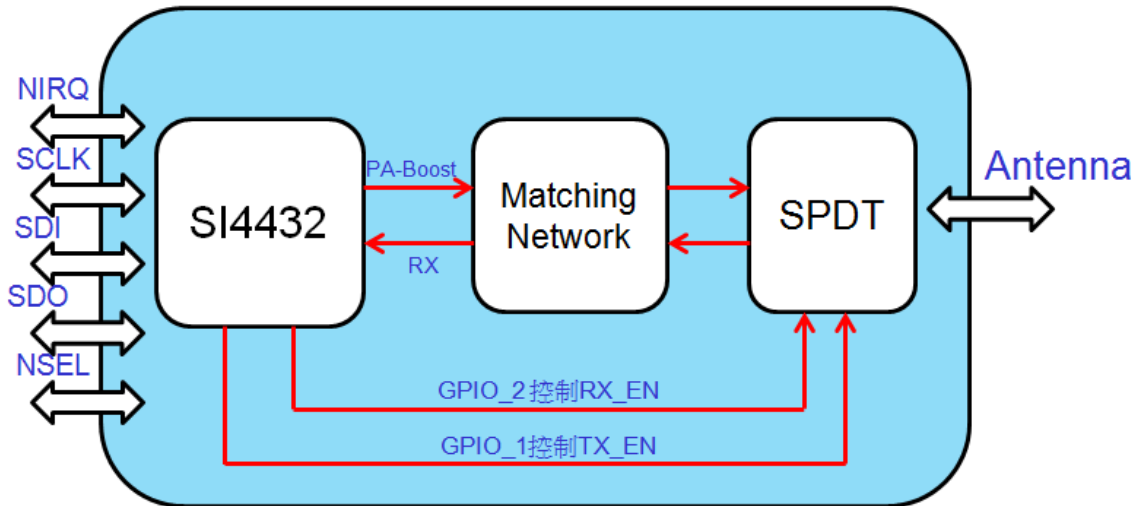 NIRQ
SCLK
SDI
SDO
NSEL
SI4432
PA-Boost
RX
Matching
Network
SPDT
Antenna
GPIO_2控制RX_EN
GPIO_1控制TX_EN